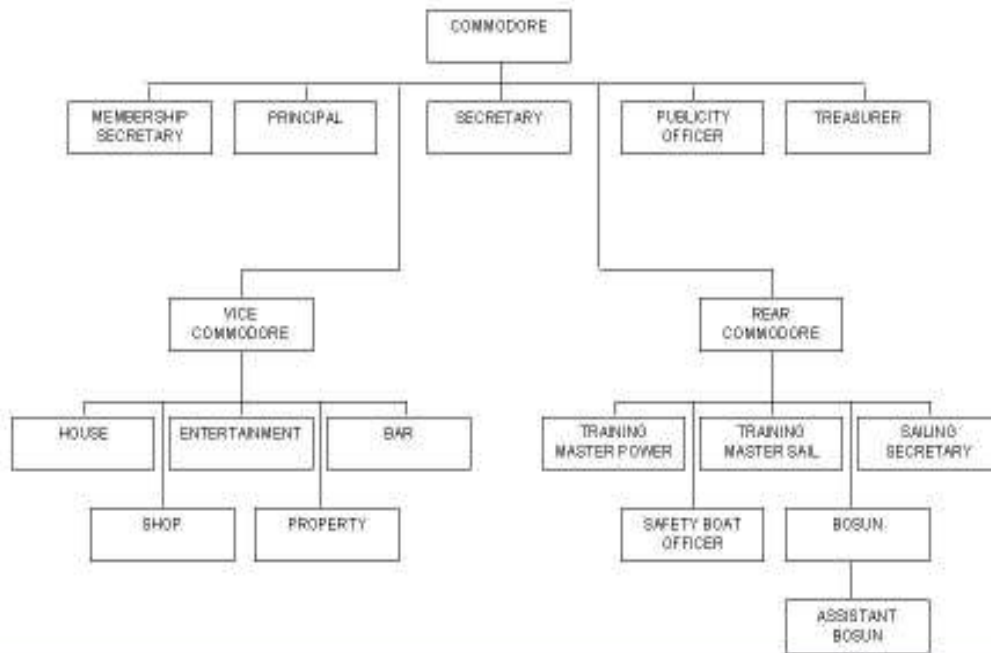 COMMODORE
MEMBERSHIP
SECRETARY
PRINCIPAL
SECRETARY
PUBLICITY
OFFICER
TREASURER
VICE
COMMODORE
REAR
COMMODORE
HOUSE
ENTERTAINMENT
BAR
TRAINING
MASTER POWER
TRAINING
MASTER SAIL
SAILING
SECRETARY
SHOP
PROPERTY
SAFETY BOAT
OFFICER
BOSUN
ASSISTANT
BOSUN